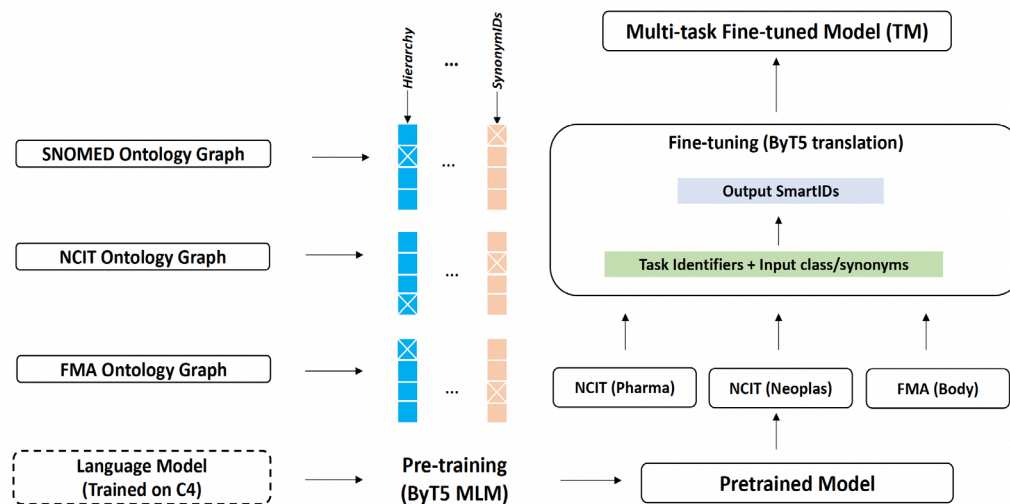 Hierarchy
...
SynonymIDs
SNOMED Ontology Graph
...
NCIT Ontology Graph
...
FMA Ontology Graph
...
Language Model
(Trained on C4)
Pre-training
(ByT5 MLM)
Multi-task Fine-tuned Model (TM)
Fine-tuning (ByT5 translation)
Output SmartIDs
Task Identifiers + Input class/synonyms
NCIT (Pharma)
NCIT (Neoplas)
FMA (Body)
Pretrained Model